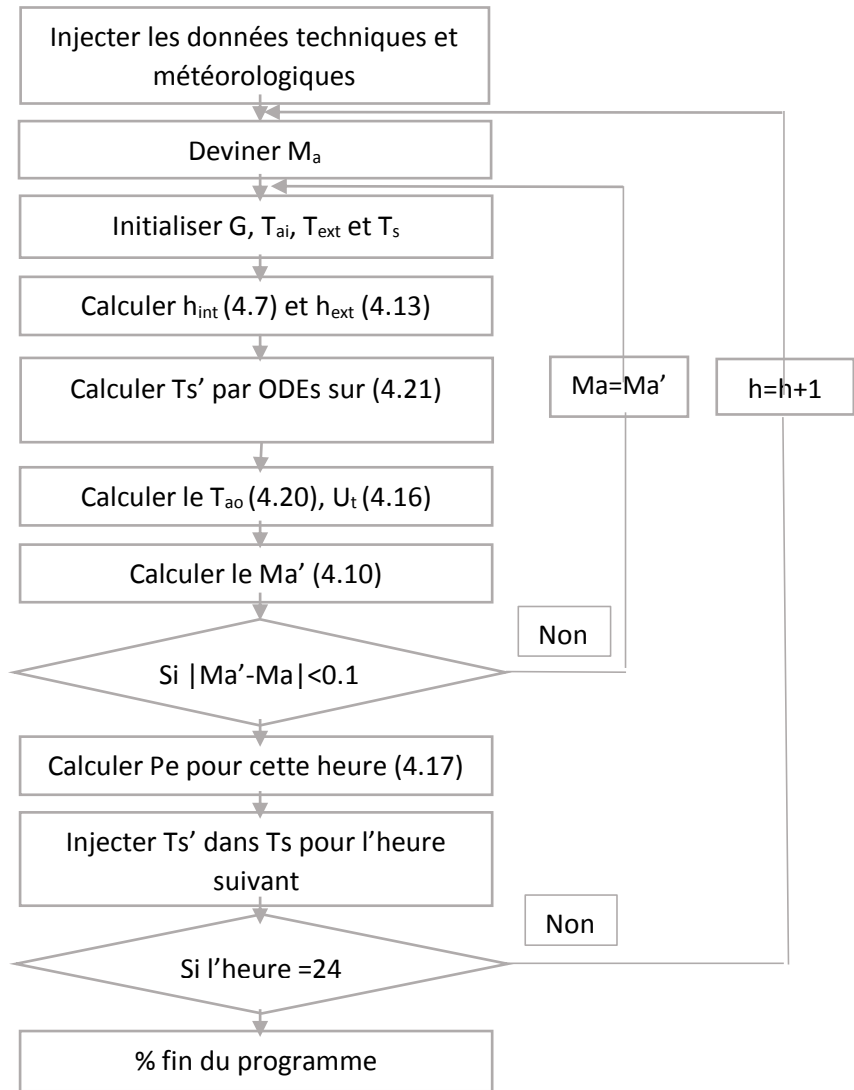 Injecter les données techniques et
météorologiques
Deviner Ma
Initialiser G, Tai, Text et Ts
Calculer hint (4.7) et hext (4.13)
Calculer Ts’ par ODEs sur (4.21)
Ma=Ma’
h=h+1
Calculer le Tao (4.20), Ut (4.16)
Calculer le Ma’ (4.10)
Non
Si |Ma’-Ma|<0.1
Calculer Pe pour cette heure (4.17)
Injecter Ts’ dans Ts pour l’heure
suivant
Non
Si l’heure =24
% fin du programme